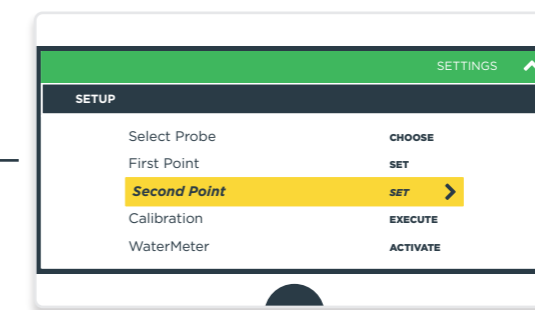 SETTINGS
SETUP
Select Probe CHOOSE
First Point SET
Second Point SET
Calibration EXECUTE
WaterMeter ACTIVATE